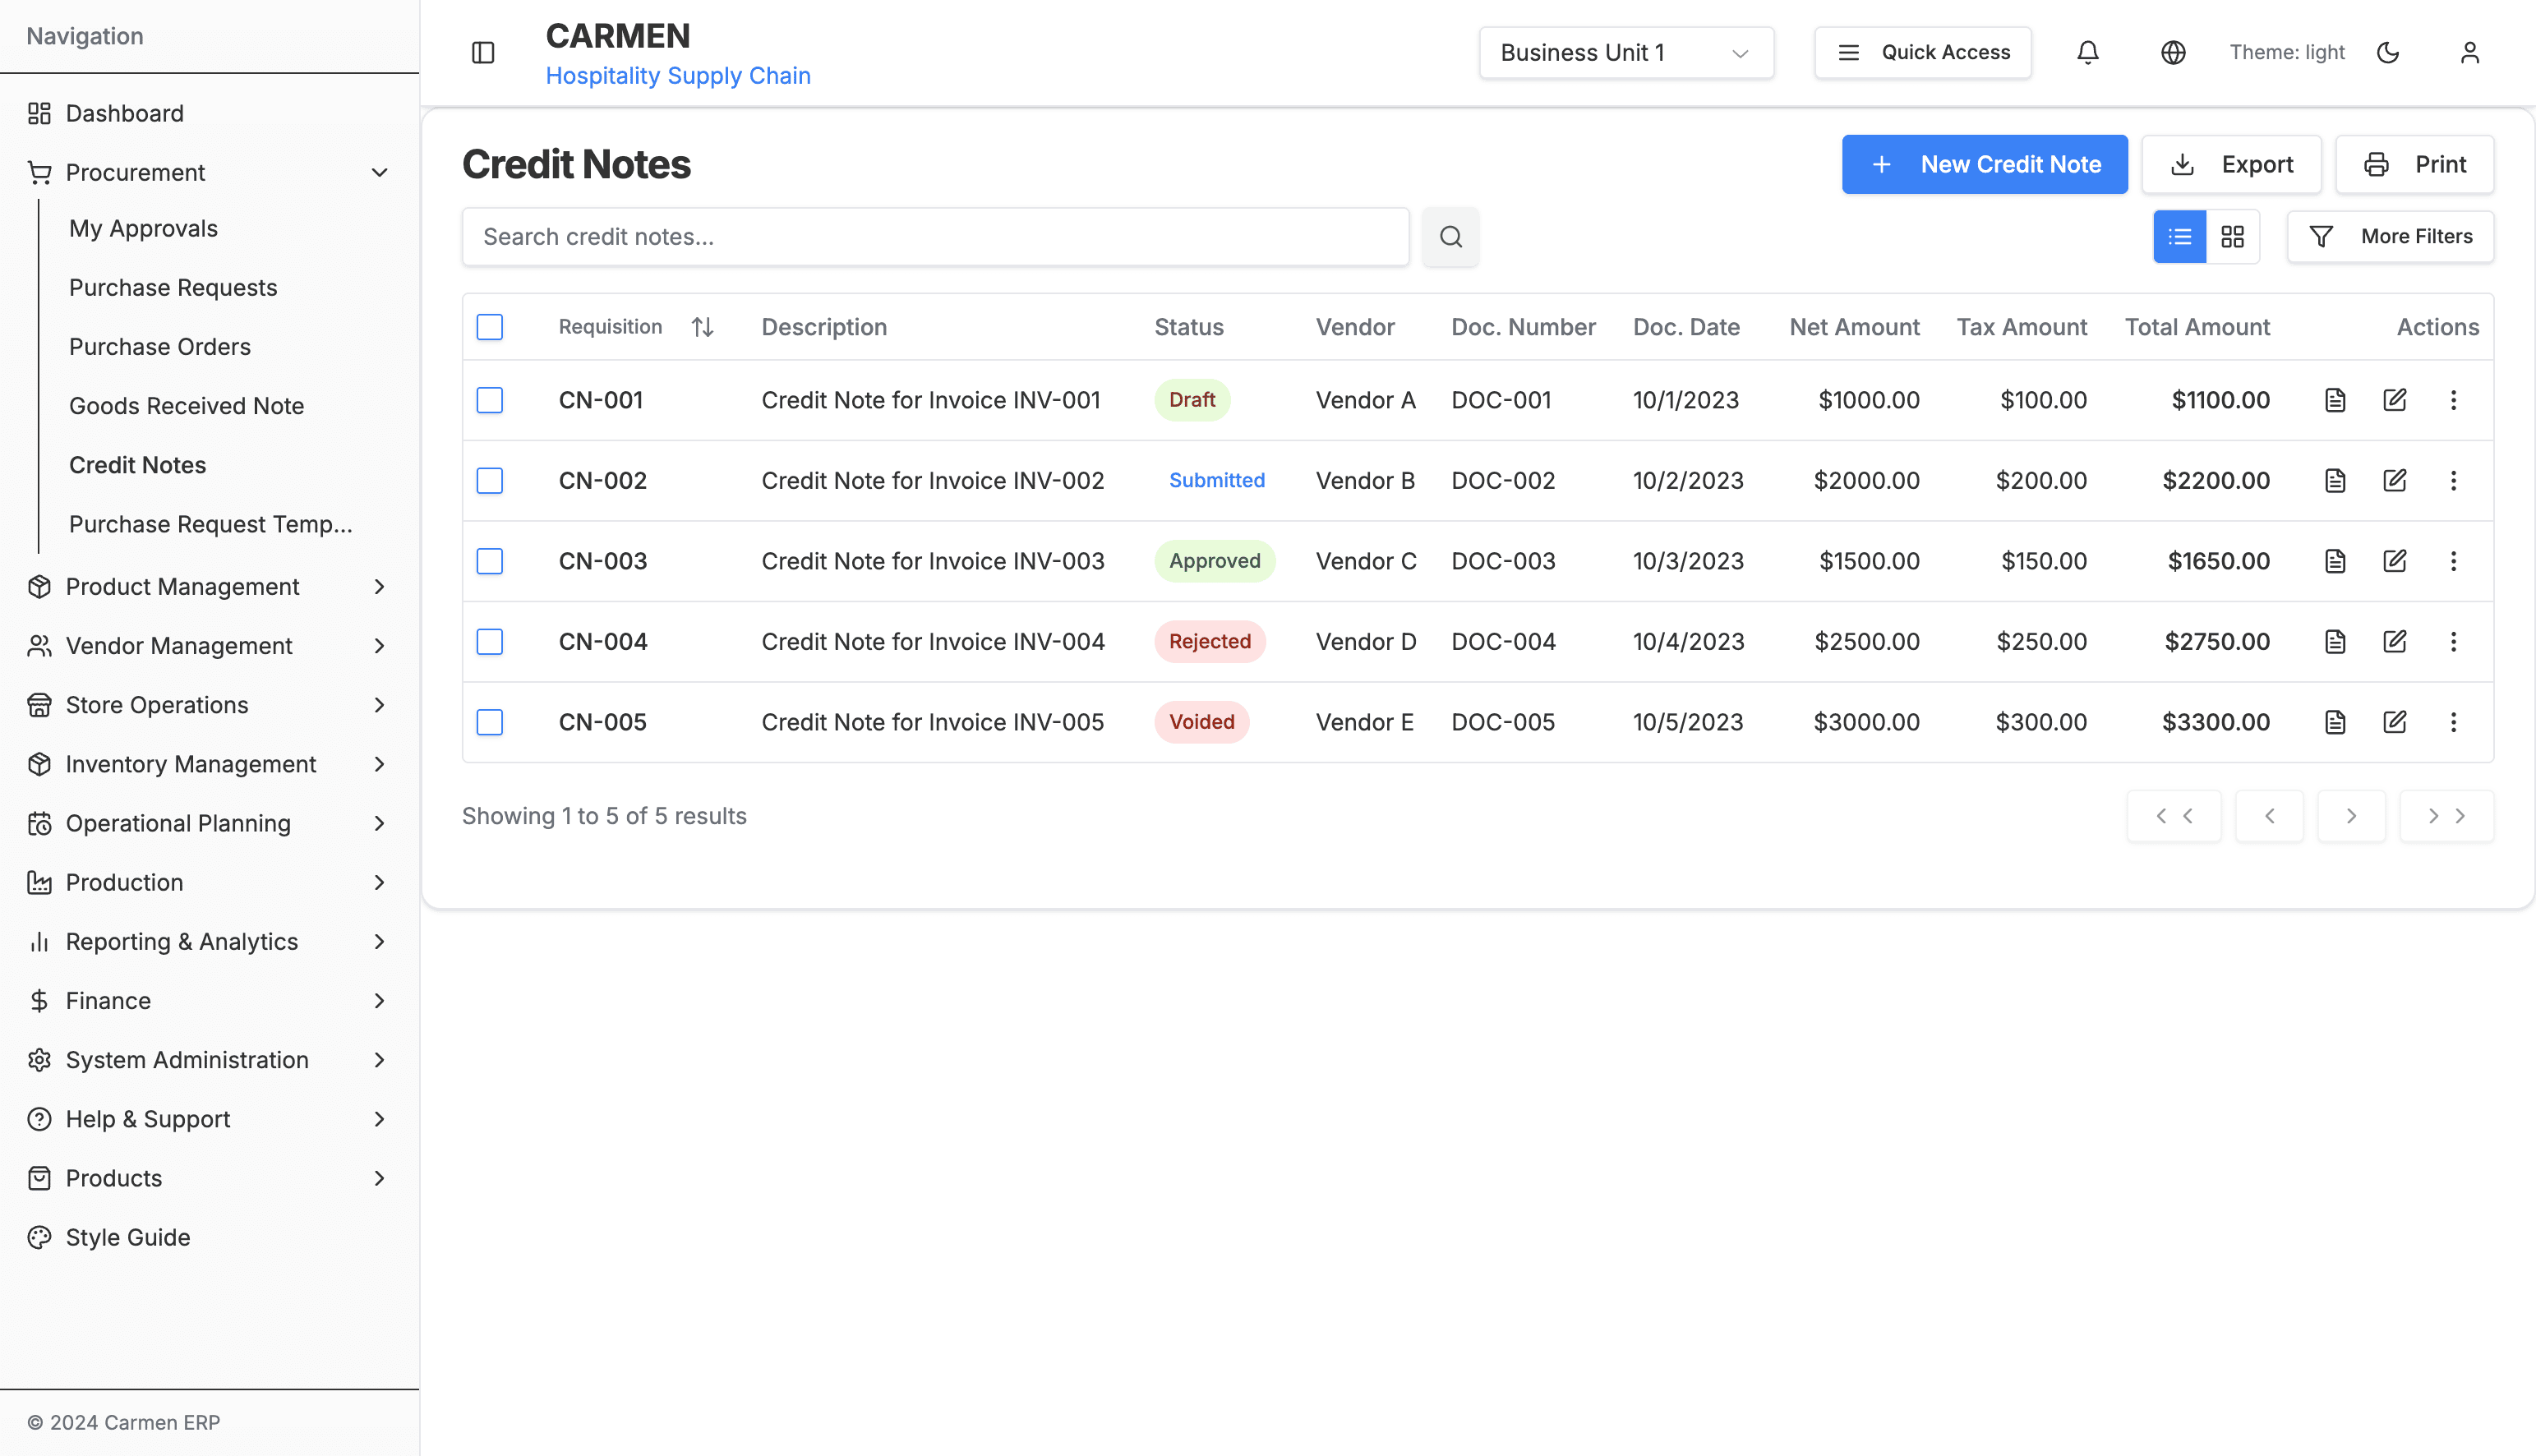 Navigation
Dashboard
Procurement
My Approvals
Purchase Requests
Purchase Orders
Goods Received Note
Credit Notes
Purchase Request Temp...
Product Management
Vendor Management
Store Operations
Inventory Management
Operational Planning
Production
Reporting & Analytics
Finance
System Administration
Help & Support
Products
Style Guide
© 2024 Carmen ERP
CARMEN
Hospitality Supply Chain
Business Unit 1
Quick Access
Theme: light
Credit Notes
New Credit Note
Export
Print
Search credit notes...
More Filters
Requisition Description Status Vendor Doc. Number Doc. Date Net Amount Tax Amount Total Amount Actions
CN-001 Credit Note for Invoice INV-001 Draft Vendor A DOC-001 10/1/2023 $1000.00 $100.00 $1100.00
CN-002 Credit Note for Invoice INV-002 Submitted Vendor B DOC-002 10/2/2023 $2000.00 $200.00 $2200.00
CN-003 Credit Note for Invoice INV-003 Approved Vendor C DOC-003 10/3/2023 $1500.00 $150.00 $1650.00
CN-004 Credit Note for Invoice INV-004 Rejected Vendor D DOC-004 10/4/2023 $2500.00 $250.00 $2750.00
CN-005 Credit Note for Invoice INV-005 Voided Vendor E DOC-005 10/5/2023 $3000.00 $300.00 $3300.00
Showing 1 to 5 of 5 results